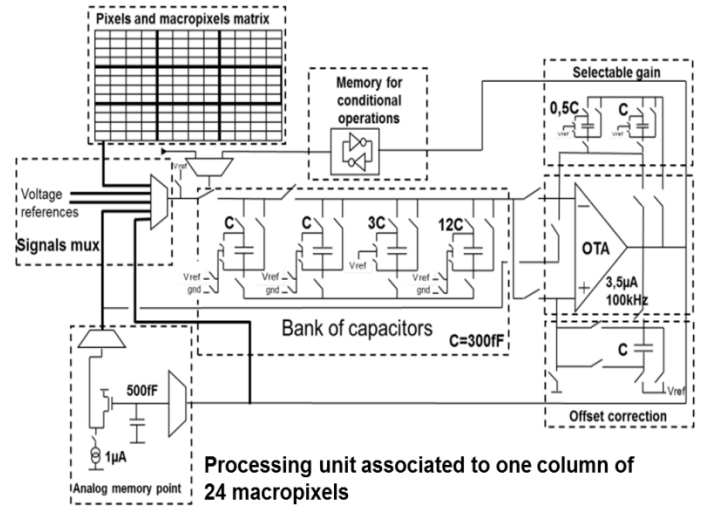 Pixels and macropixels matrix
Memory for
conditional
operations
Selectable gain
0,5C
C
Vref
Vref
Vref
Voltage
references
Signals mux
C
C
3C
12C
Vref
gnd
Vref
gnd
Vref
Vref
gnd
Bank of capacitors
C=300fF
−
OTA
+
3,5µA
100kHz
C
Vref
Offset correction
500fF
1µA
Analog memory point
Processing unit associated to one column of
24 macropixels